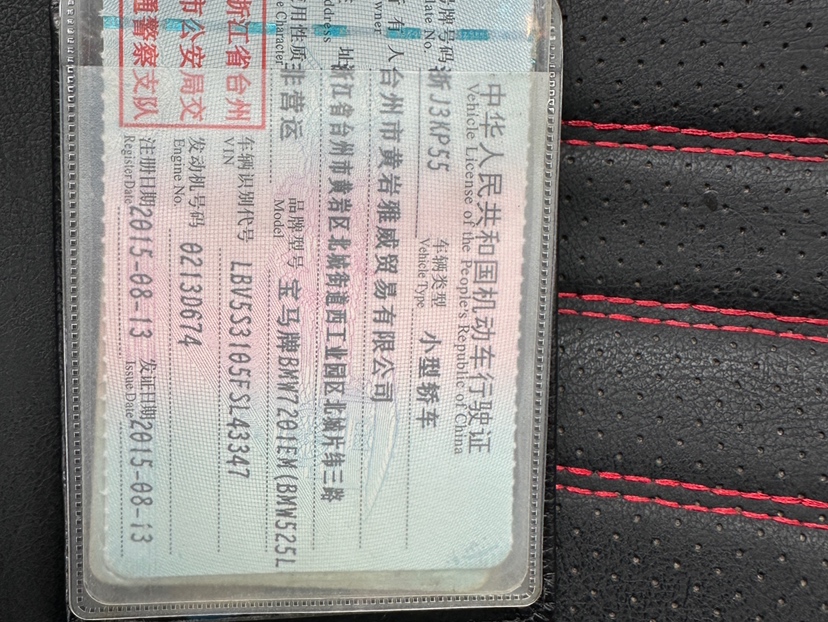 中华人民共和国机动车行驶证
Vehicle License of the People's Republic of China
号牌号码 浙J3KP55 车辆类型 小型轿车
Plate No. Vehicle Type
所有人 台州市黄岩雅威贸易有限公司
Owner
住址 浙江省台州市黄岩区北城街道西工业园区北城片纬三路
Address
使用性质 非营运 品牌型号 宝马牌BMW7201EM(BMW525L
Use Character Model
浙江省台州
市公安局交
通警察支队
车辆识别代号 LBV5S3105FSL43347
VIN
发动机号码 0213D674
Engine No.
注册日期 2015-08-13 发证日期 2015-08-13
Register Date Issue Date